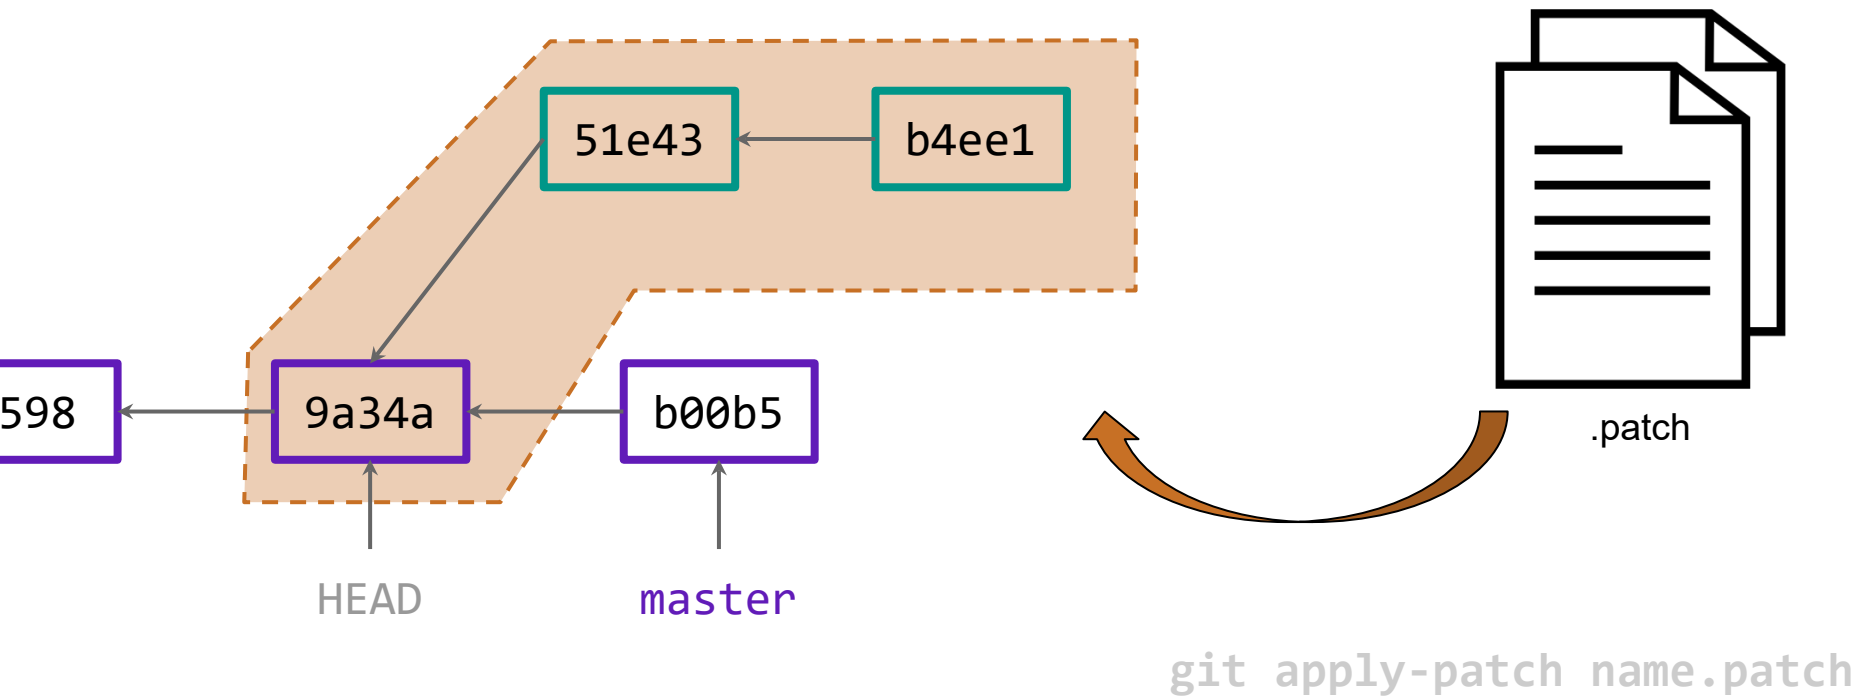 51e43
b4ee1
598
9a34a
b00b5
.patch
HEAD
master
git apply-patch name.patch